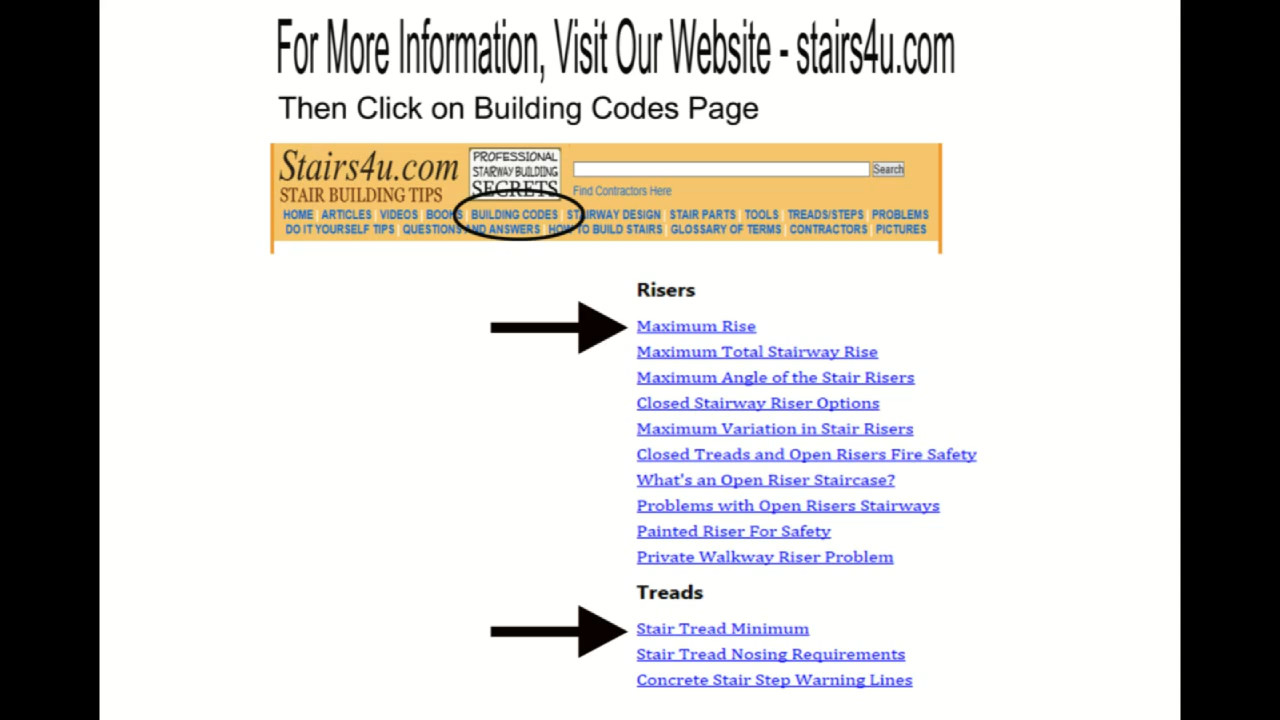 For More Information, Visit Our Website - stairs4u.com
Then Click on Building Codes Page
Stairs4u.com
STAIR BUILDING TIPS
PROFESSIONAL
STAIRWAY BUILDING
SECRETS
Search
Find Contractors Here
HOME | ARTICLES | VIDEOS | BOOKS | BUILDING CODES | STAIRWAY DESIGN | STAIR PARTS | TOOLS | TREADS/STEPS | PROBLEMS
DO IT YOURSELF TIPS | QUESTIONS AND ANSWERS | HOW TO BUILD STAIRS | GLOSSARY OF TERMS | CONTRACTORS | PICTURES
Risers
Maximum Rise
Maximum Total Stairway Rise
Maximum Angle of the Stair Risers
Closed Stairway Riser Options
Maximum Variation in Stair Risers
Closed Treads and Open Risers Fire Safety
What's an Open Riser Staircase?
Problems with Open Risers Stairways
Painted Riser For Safety
Private Walkway Riser Problem
Treads
Stair Tread Minimum
Stair Tread Nosing Requirements
Concrete Stair Step Warning Lines